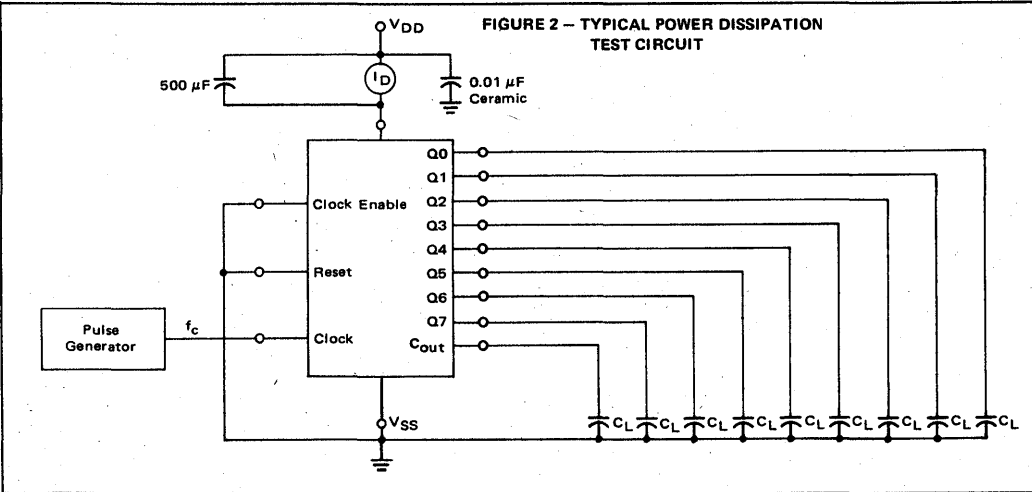 FIGURE 2 – TYPICAL POWER DISSIPATION
TEST CIRCUIT
VDD
500 μF
ID
0.01 μF
Ceramic
Q0
Q1
Clock Enable
Q2
Q3
Q4
Reset
Q5
Q6
Q7
Pulse
Generator
fc
Clock
Cout
VSS
CL CL CL CL CL CL CL CL CL